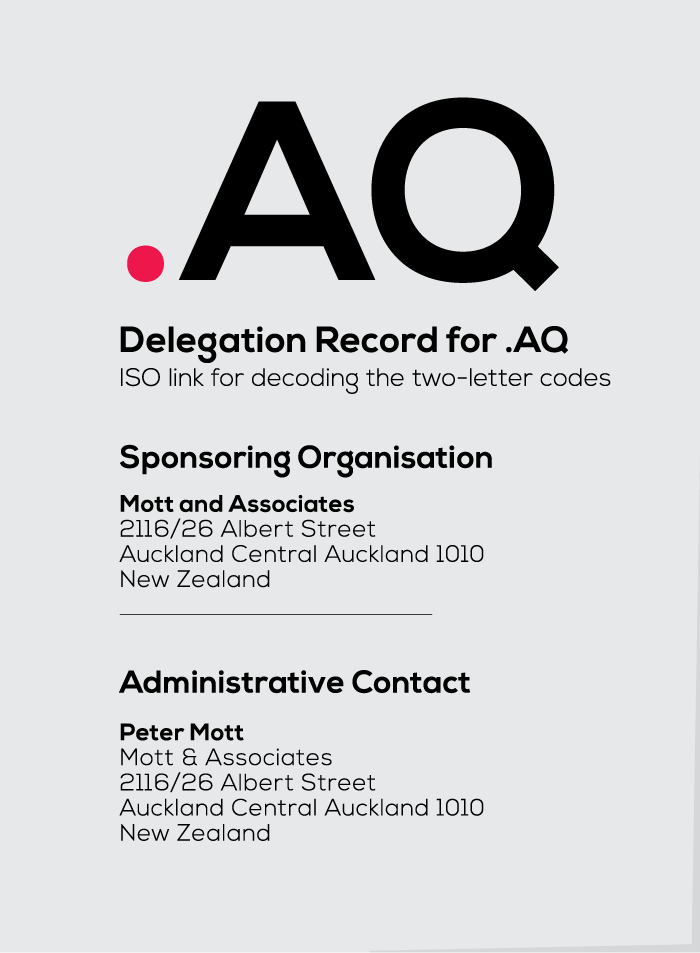 .AQ
Delegation Record for .AQ
ISO link for decoding the two-letter codes
Sponsoring Organisation
Mott and Associates
2116/26 Albert Street
Auckland Central Auckland 1010
New Zealand
Administrative Contact
Peter Mott
Mott & Associates
2116/26 Albert Street
Auckland Central Auckland 1010
New Zealand